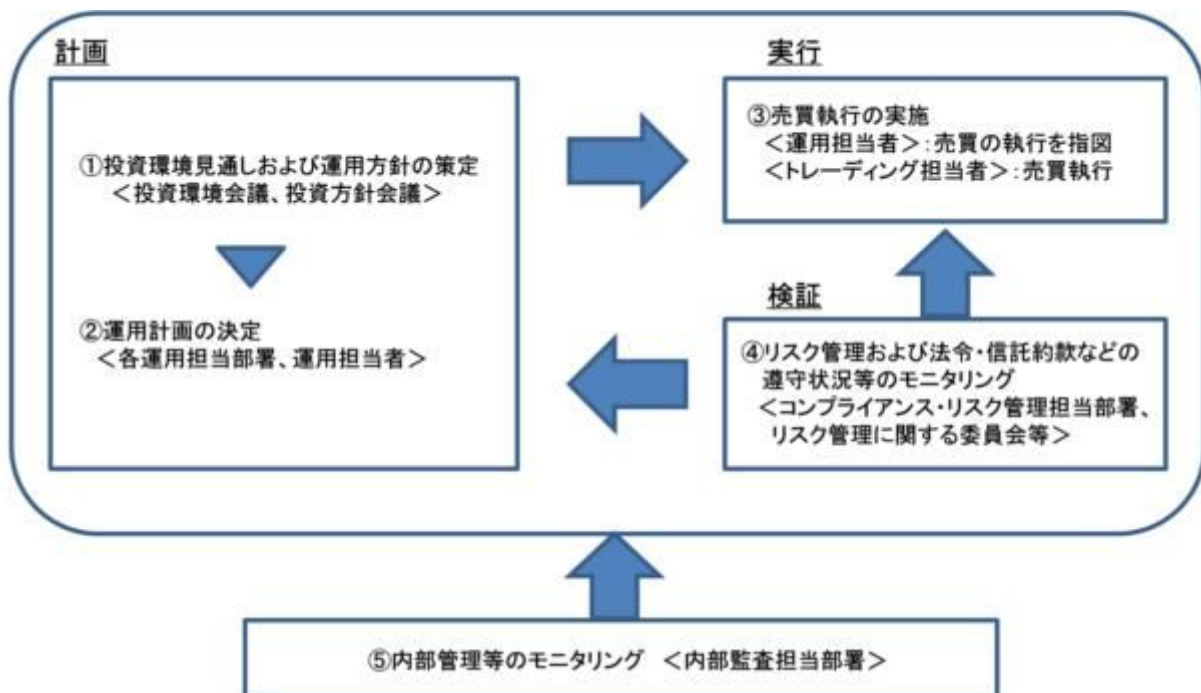 計画
①投資環境見通しおよび運用方針の策定
＜投資環境会議、投資方針会議＞
②運用計画の決定
＜各運用担当部署、運用担当者＞
実行
③売買執行の実施
＜運用担当者＞：売買の執行を指図
＜トレーディング担当者＞：売買執行
検証
④リスク管理および法令・信託約款などの
遵守状況等のモニタリング
＜コンプライアンス・リスク管理担当部署、
リスク管理に関する委員会等＞
⑤内部管理等のモニタリング　＜内部監査担当部署＞